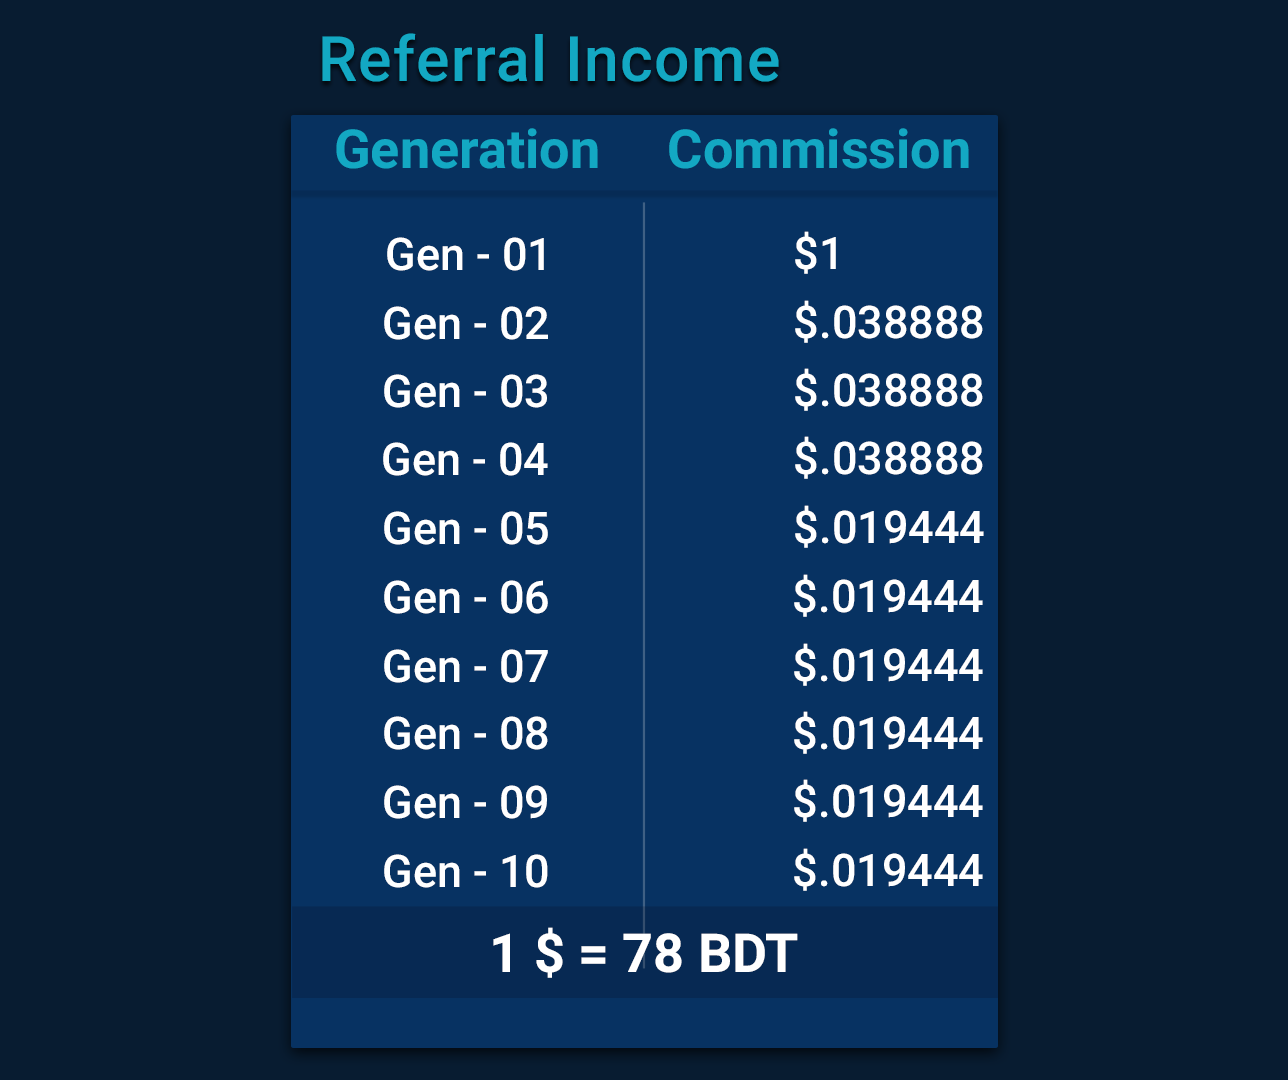 Referral Income
Generation Commission
Gen - 01 $1
Gen - 02 $.038888
Gen - 03 $.038888
Gen - 04 $.038888
Gen - 05 $.019444
Gen - 06 $.019444
Gen - 07 $.019444
Gen - 08 $.019444
Gen - 09 $.019444
Gen - 10 $.019444
1 $ = 78 BDT